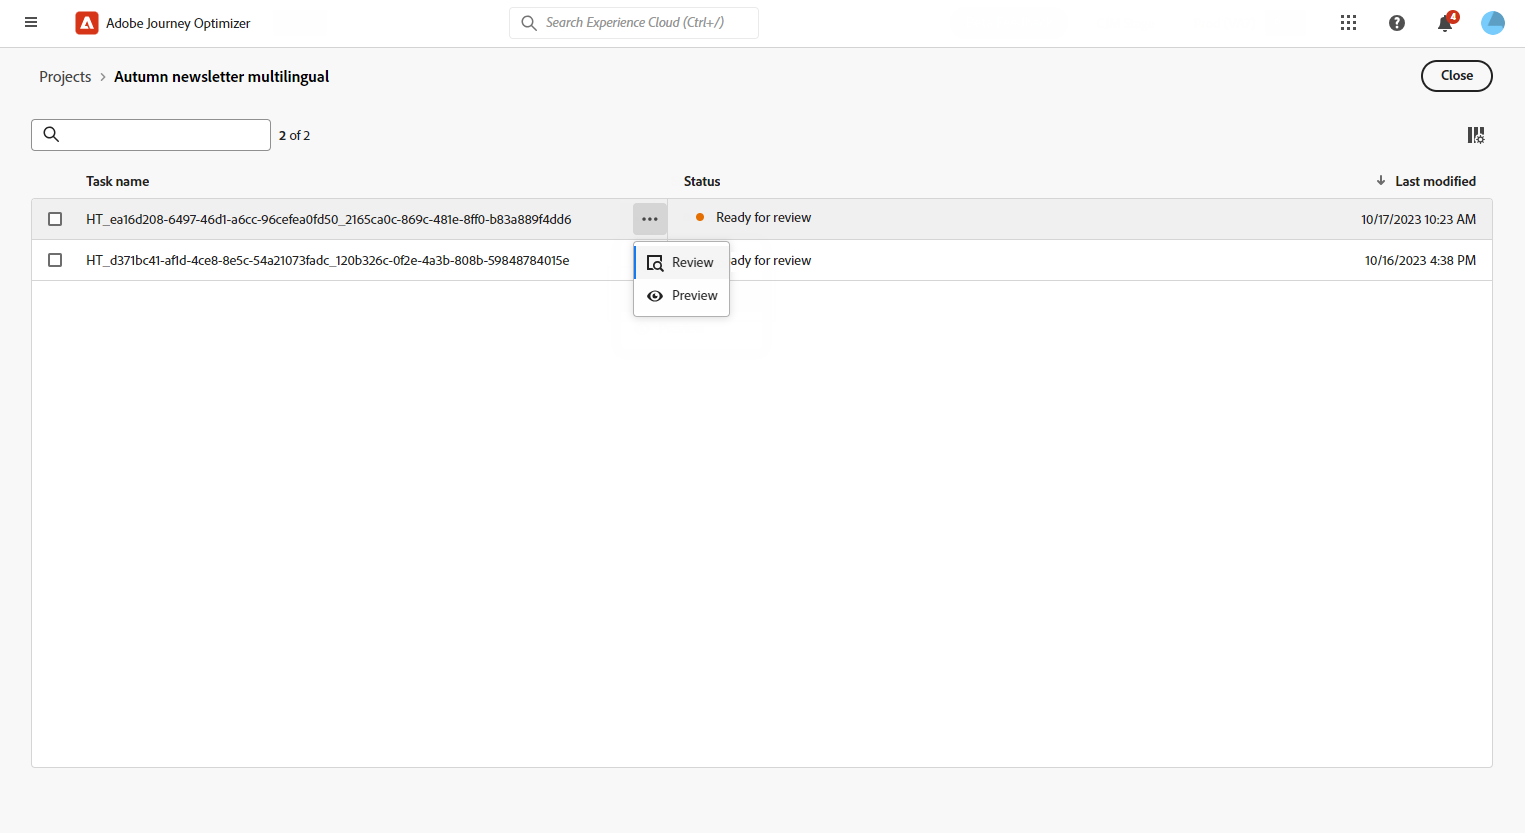 Adobe Journey Optimizer
Search Experience Cloud (Ctrl+/)
4
Projects > Autumn newsletter multilingual
Close
2 of 2
Task name Status Last modified
HT_ea16d208-6497-46d1-a6cc-96cefea0fd50_2165ca0c-869c-481e-8ff0-b83a889f4dd6 Ready for review 10/17/2023 10:23 AM
HT_d371bc41-af1d-4ce8-8e5c-54a21073fadc_120b326c-0f2e-4a3b-808b-59848784015e ady for review 10/16/2023 4:38 PM
Review
Preview